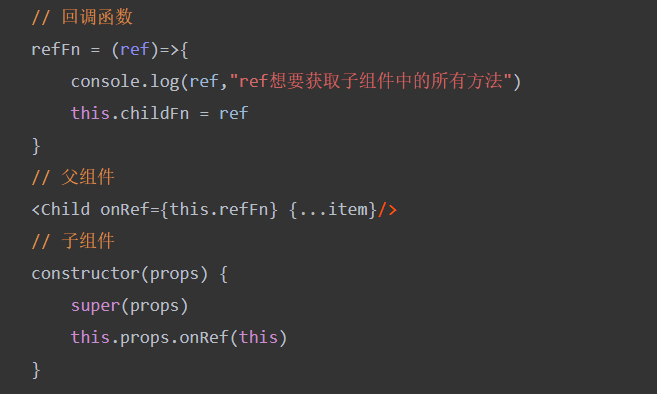 // 回调函数
refFn = (ref)=>{
    console.log(ref,"ref想要获取子组件中的所有方法")
    this.childFn = ref
}
// 父组件
<Child onRef={this.refFn} {...item}/>
// 子组件
constructor(props) {
    super(props)
    this.props.onRef(this)
}